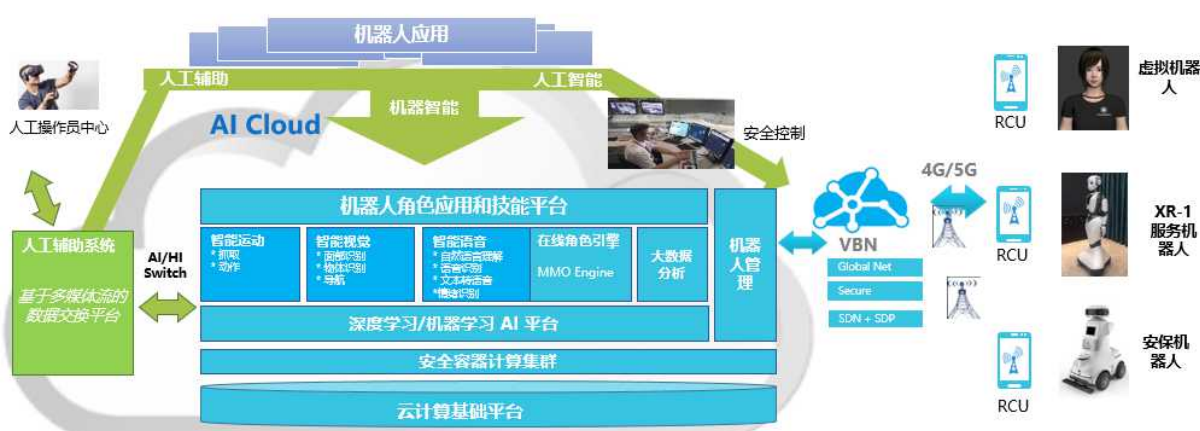 机器人应用
人工辅助
人工智能
机器智能
人工操作员中心
AI Cloud
安全控制
RCU
虚拟机器
人
4G/5G
机器人角色应用和技能平台
人工辅助系统
基于多媒体流的
数据交换平台
AI/HI
Switch
智能运动
* 抓取
* 动作
智能视觉
* 面部识别
* 物体识别
* 导航
智能语音
* 自然语言理解
* 语音识别
* 文本转语音
*情绪识别
在线角色引擎
MMO Engine
大数据
分析
机器
人管
理
VBN
Global Net
Secure
SDN + SDP
RCU
XR-1
服务机
器人
深度学习/机器学习 AI 平台
安全容器计算集群
云计算基础平台
RCU
安保机
器人